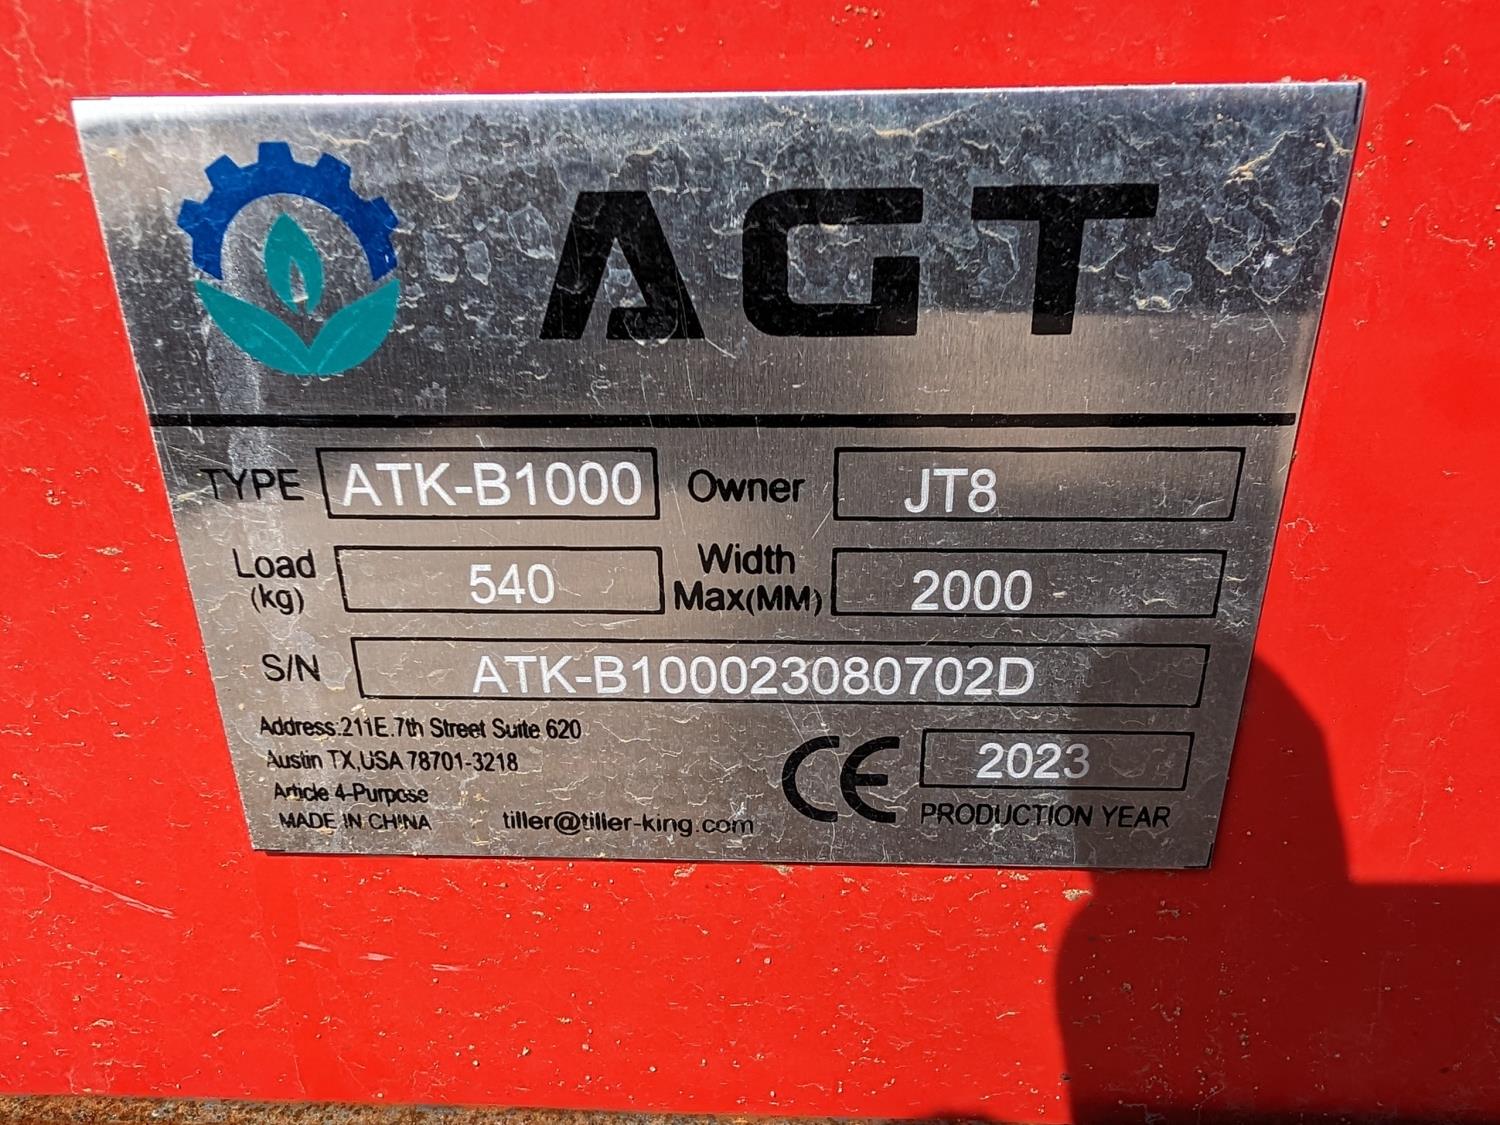 AGT
TYPE ATK-B1000 Owner JT8
Load (kg) 540 Width Max(MM) 2000
S/N ATK-B100023080702D
Address:211E.7th Street Suite 620
Austin TX,USA 78701-3218
Article 4-Purpose
MADE IN CHINA tiller@tiller-king.com
CE 2023
PRODUCTION YEAR